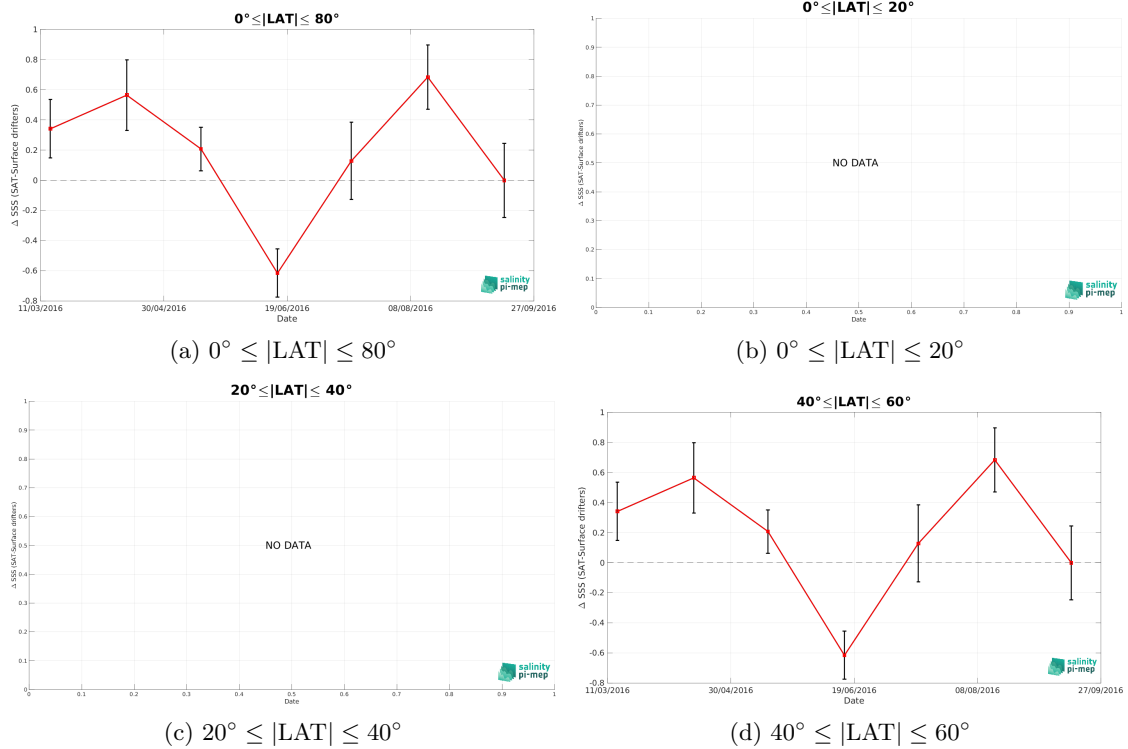 0°≤|LAT|≤ 80°
1
0.8
0.6
0.4
0.2
0
-0.2
-0.4
-0.6
-0.8
Δ SSS (SAT-Surface drifters)
11/03/2016 30/04/2016 19/06/2016 08/08/2016 27/09/2016
Date
salinity
pi-mep
(a) 0° ≤ |LAT| ≤ 80°
0°≤|LAT|≤ 20°
1
0.9
0.8
0.7
0.6
0.5
0.4
0.3
0.2
0.1
0
Δ SSS (SAT-Surface drifters)
NO DATA
0 0.1 0.2 0.3 0.4 0.5 0.6 0.7 0.8 0.9 1
Date
salinity
pi-mep
(b) 0° ≤ |LAT| ≤ 20°
20°≤|LAT|≤ 40°
1
0.9
0.8
0.7
0.6
0.5
0.4
0.3
0.2
0.1
0
Δ SSS (SAT-Surface drifters)
NO DATA
0 0.1 0.2 0.3 0.4 0.5 0.6 0.7 0.8 0.9 1
Date
salinity
pi-mep
(c) 20° ≤ |LAT| ≤ 40°
40°≤|LAT|≤ 60°
1
0.8
0.6
0.4
0.2
0
-0.2
-0.4
-0.6
-0.8
Δ SSS (SAT-Surface drifters)
11/03/2016 30/04/2016 19/06/2016 08/08/2016 27/09/2016
Date
salinity
pi-mep
(d) 40° ≤ |LAT| ≤ 60°